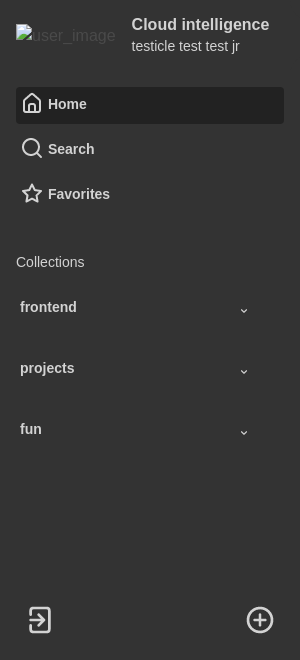 user_image
Cloud intelligence
testicle test test jr
Home
Search
Favorites
Collections
frontend
projects
fun